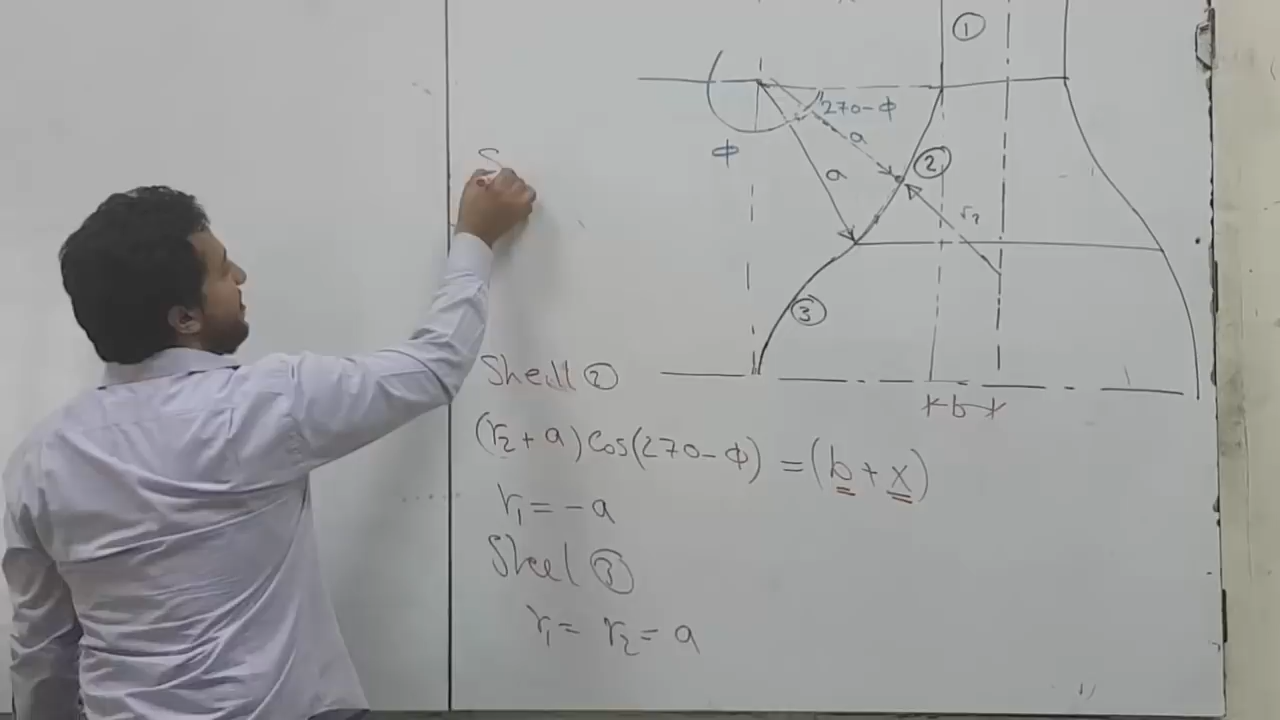 ①
270-Φ
a
Φ
②
a
r₂
③
S
Shell ②
b
(r₂ + a) Cos(270-Φ) = (b + x)
r₁ = -a
Shell ③
r₁ = r₂ = a